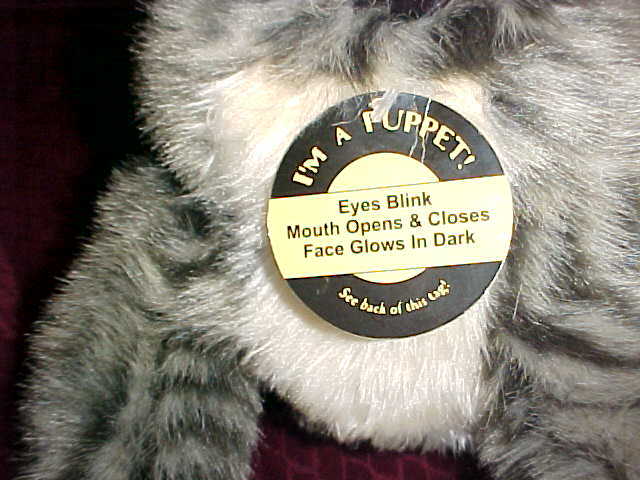 I'M A PUPPET!
Eyes Blink
Mouth Opens & Closes
Face Glows In Dark
See back of this tag!